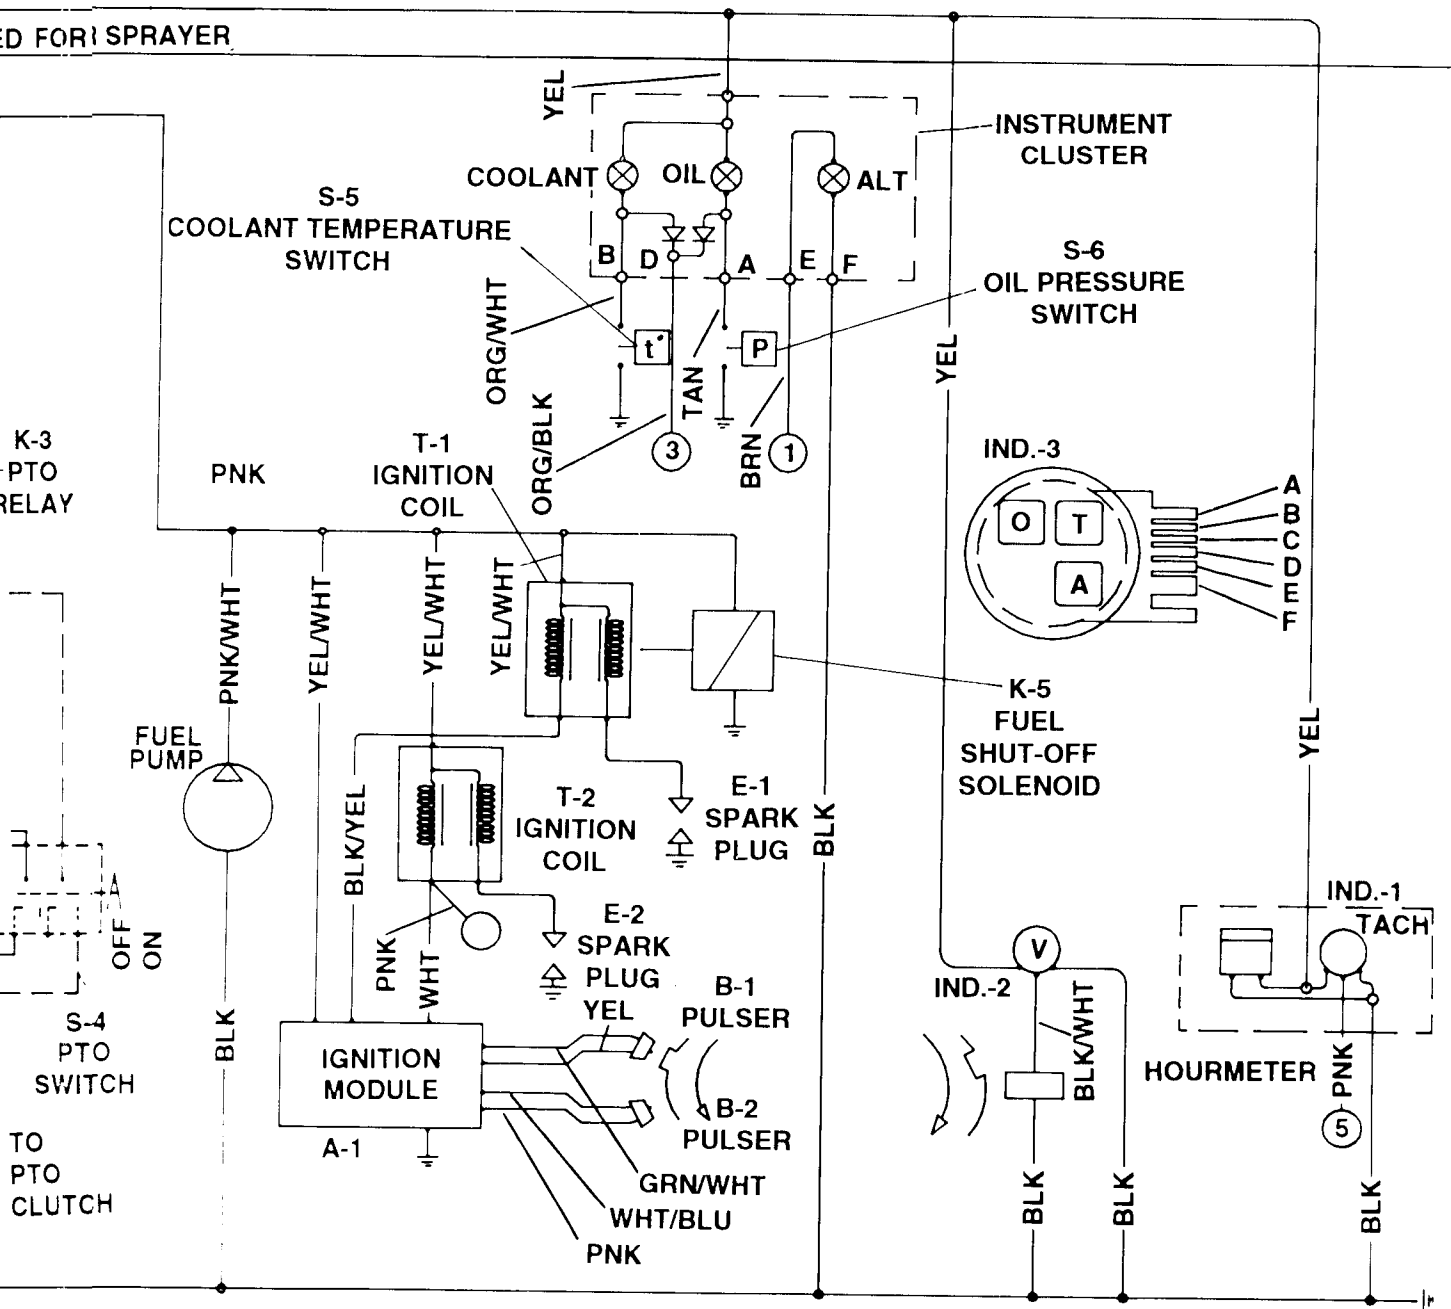 ED FOR SPRAYER
YEL
INSTRUMENT
CLUSTER
COOLANT
OIL
ALT
S-5
COOLANT TEMPERATURE
SWITCH
B
D
A
E
F
S-6
OIL PRESSURE
SWITCH
ORG/WHT
t°
P
TAN
YEL
ORG/BLK
3
BRN
1
K-3
PTO
RELAY
PNK
T-1
IGNITION
COIL
IND.-3
O
T
A
A
B
C
D
E
F
PNK/WHT
YEL/WHT
YEL/WHT
YEL/WHT
K-5
FUEL
SHUT-OFF
SOLENOID
YEL
FUEL
PUMP
BLK/YEL
T-2
IGNITION
COIL
E-1
SPARK
PLUG
BLK
OFF
ON
PNK
WHT
E-2
SPARK
PLUG
YEL
B-1
PULSER
V
IND.-2
BLK/WHT
IND.-1
TACH
HOURMETER
PNK
5
S-4
PTO
SWITCH
BLK
IGNITION
MODULE
A-1
B-2
PULSER
TO
PTO
CLUTCH
GRN/WHT
WHT/BLU
PNK
BLK
BLK
BLK